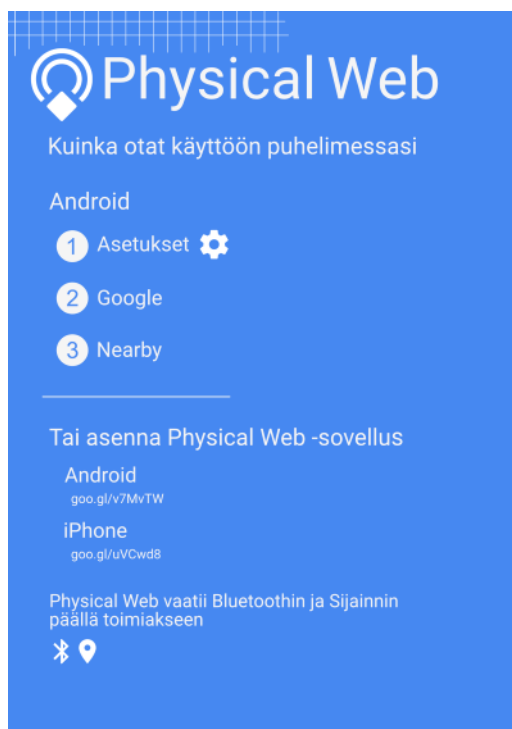 Physical Web
Kuinka otat käyttöön puhelimessasi
Android
1 Asetukset
2 Google
3 Nearby
Tai asenna Physical Web -sovellus
Android
goo.gl/v7MvTW
iPhone
goo.gl/uVCwd8
Physical Web vaatii Bluetoothin ja Sijainnin
päällä toimiakseen